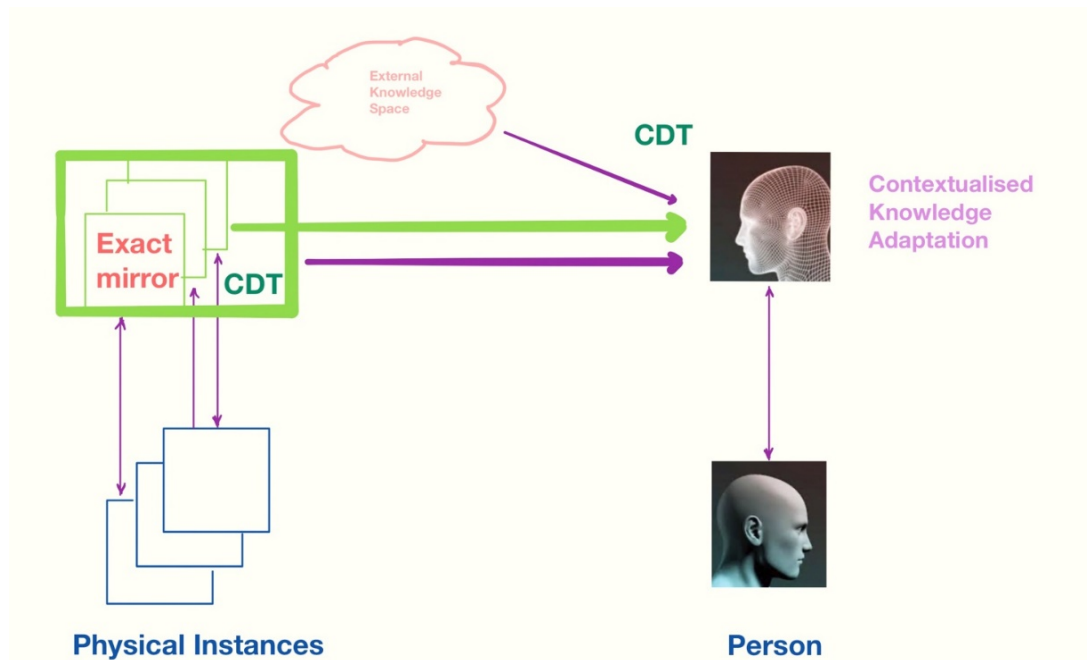 External
Knowledge
Space
CDT
Contextualised
Knowledge
Adaptation
Exact
mirror
CDT
Physical Instances
Person